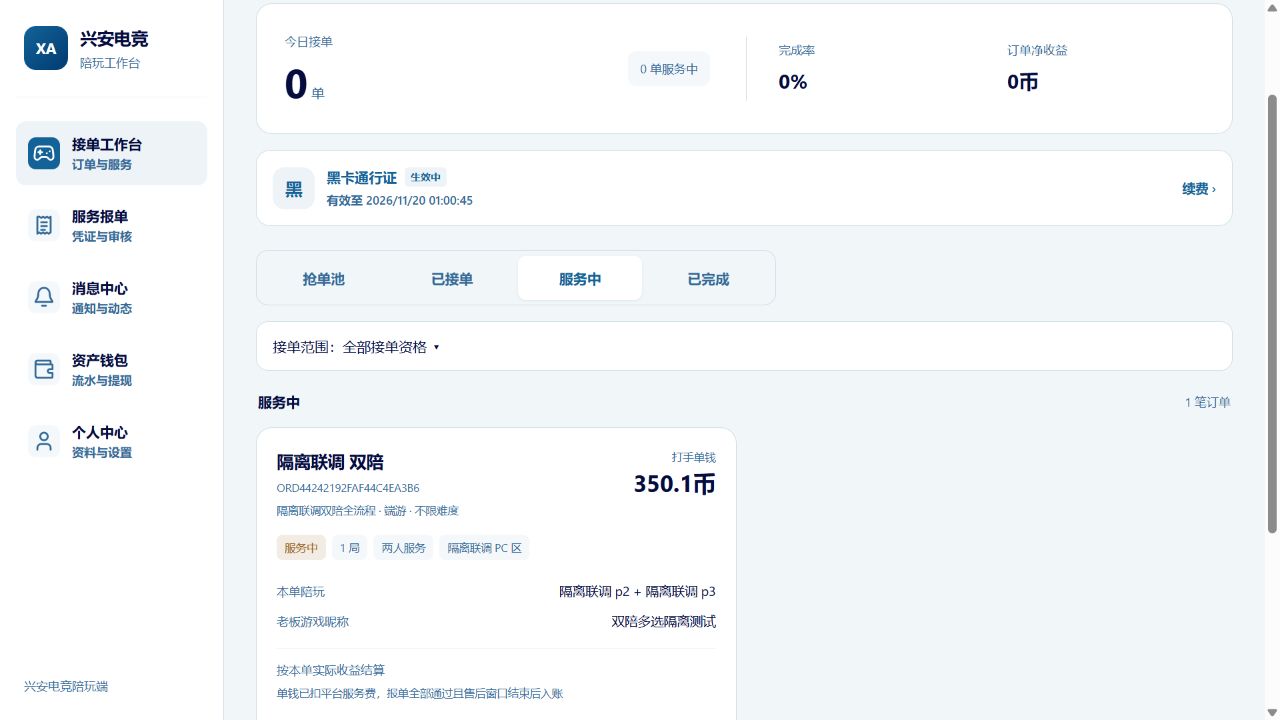 XA
兴安电竞
陪玩工作台
接单工作台
订单与服务
服务报单
凭证与审核
消息中心
通知与动态
资产钱包
流水与提现
个人中心
资料与设置
兴安电竞陪玩端
今日接单
0 单
0 单服务中
完成率
0%
订单净收益
0币
黑
黑卡通行证 生效中
有效至 2026/11/20 01:00:45
续费 ›
抢单池 已接单 服务中 已完成
接单范围：全部接单资格 ▾
服务中
1 笔订单
隔离联调 双陪
打手单钱
350.1币
ORD44242192FAF44C4EA3B6
隔离联调双陪全流程 · 端游 · 不限难度
服务中 1 局 两人服务 隔离联调 PC 区
本单陪玩 隔离联调 p2 + 隔离联调 p3
老板游戏昵称 双陪多选隔离测试
按本单实际收益结算
单钱已扣平台服务费，报单全部通过且售后窗口结束后入账